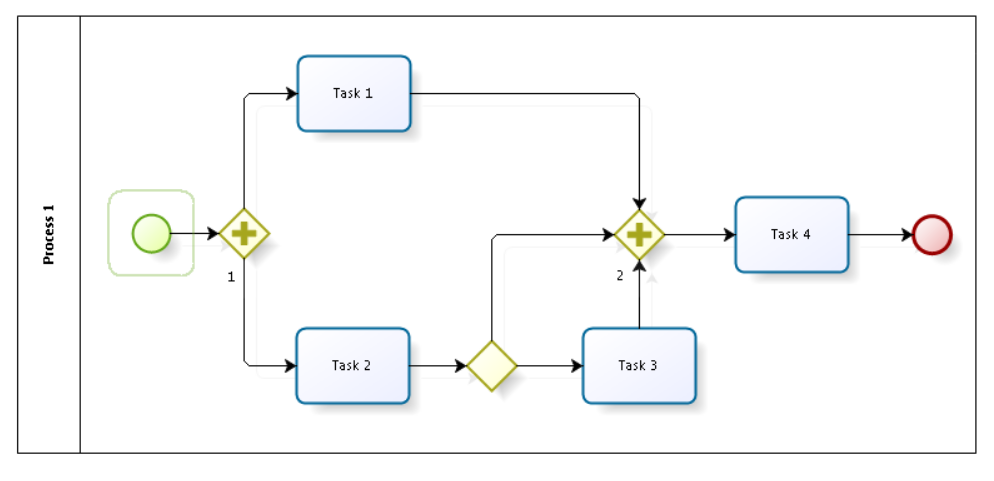 Process 1
Task 1
1
Task 2
2
Task 3
Task 4